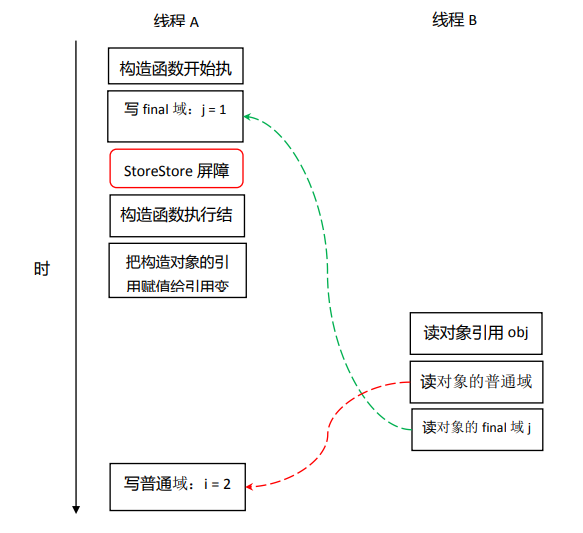 线程 A
线程 B
构造函数开始执
写 final 域：j = 1
StoreStore 屏障
构造函数执行结
把构造对象的引
用赋值给引用变
时
读对象引用 obj
读对象的普通域
读对象的 final 域 j
写普通域：i = 2